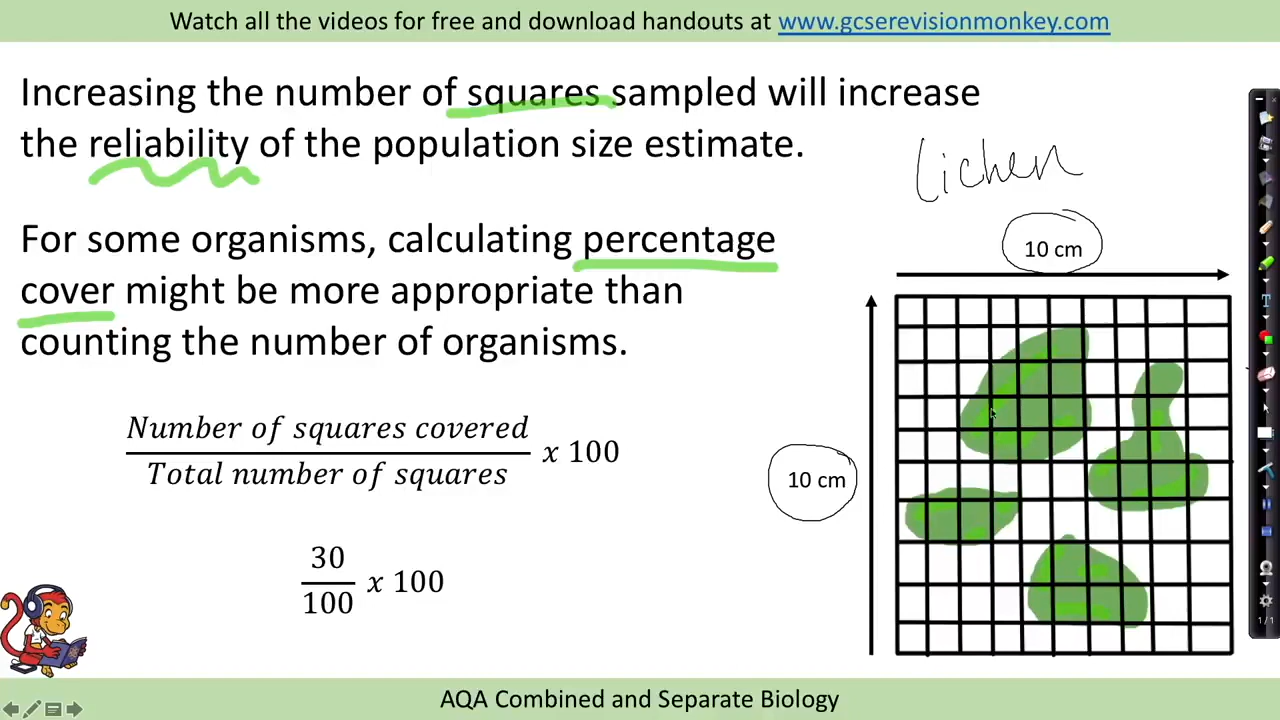 Watch all the videos for free and download handouts at www.gcserevisionmonkey.com
Increasing the number of squares sampled will increase
the reliability of the population size estimate.
Lichen
For some organisms, calculating percentage
cover might be more appropriate than
counting the number of organisms.
10 cm
10 cm
Number of squares covered
Total number of squares
x 100
30
100
x 100
AQA Combined and Separate Biology
1/1